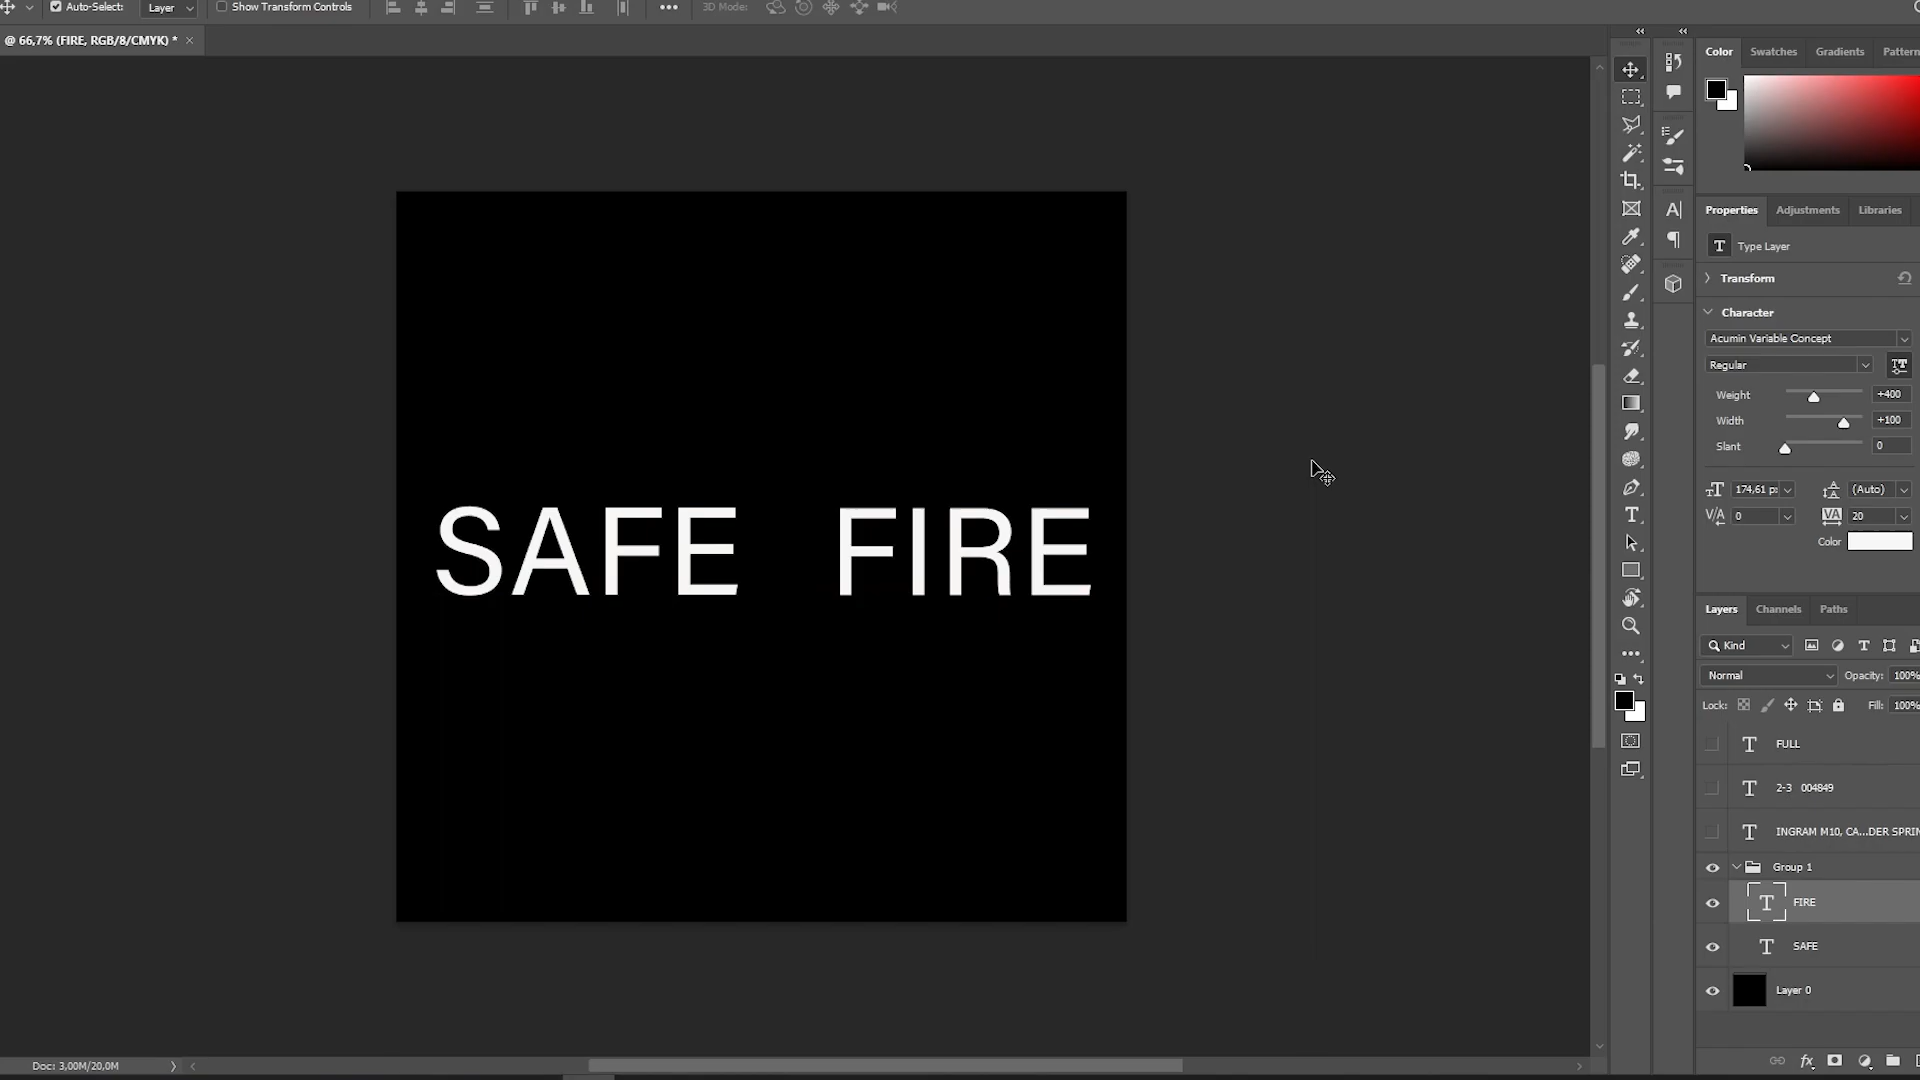 Auto-Select: Layer Show Transform Controls 3D Mode:
@ 66,7% (FIRE, RGB/8/CMYK) * ×
Color Swatches Gradients Pattern
SAFE FIRE
Properties Adjustments Libraries
T Type Layer
Transform
Character
Acumin Variable Concept
Regular
Weight +400
Width +100
Slant 0
174,61 p (Auto)
V/A 0 VA 20
Color
Layers Channels Paths
Kind
Normal Opacity: 100%
Lock: Fill: 100%
T FULL
T 2-3 004849
T INGRAM M10, CA...DER SPRIN
Group 1
T FIRE
T SAFE
Layer 0
fx
Doc: 3,00M/20,0M